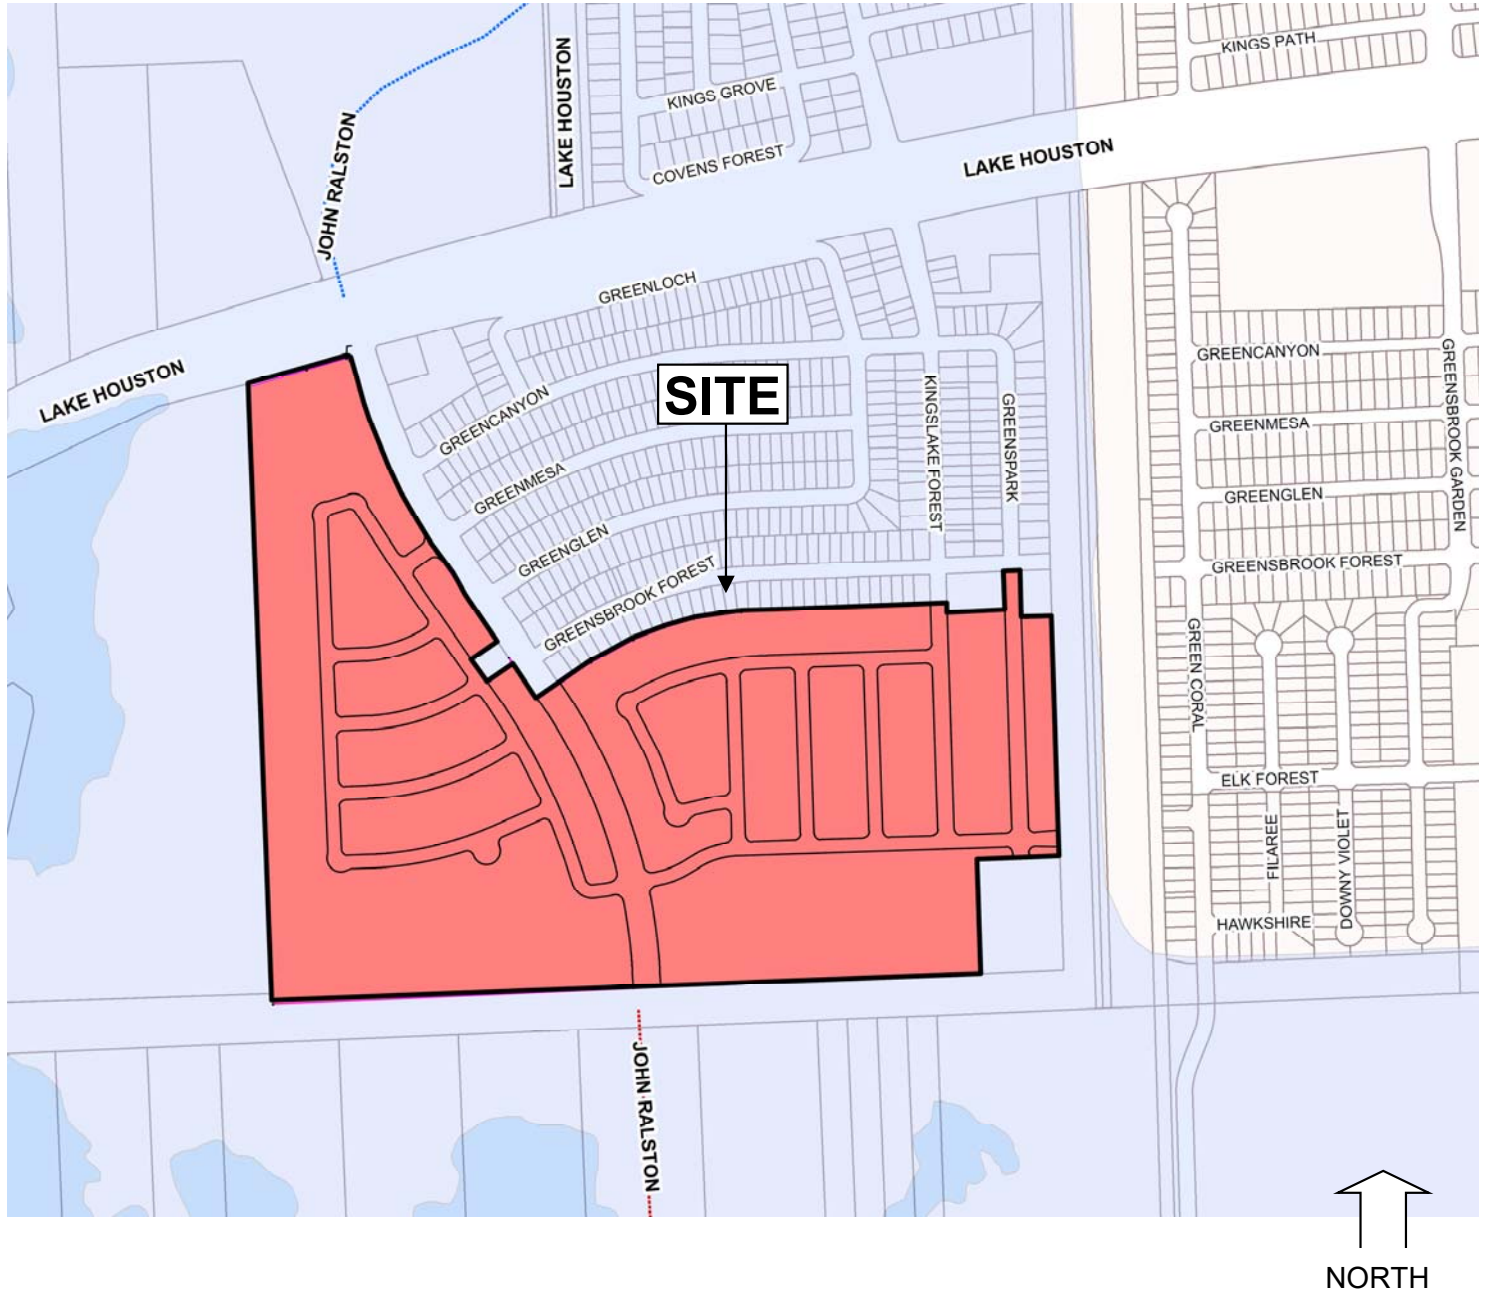 KINGS PATH
LAKE HOUSTON
KINGS GROVE
JOHN RALSTON
COVENS FOREST
LAKE HOUSTON
GREENLOCH
LAKE HOUSTON
SITE
GREENCANYON
GREENCANYON
GREENSBROOK GARDEN
KINGSLAKE FOREST
GREENSPARK
GREENMESA
GREENMESA
GREENGLEN
GREENGLEN
GREENSBROOK FOREST
GREENSBROOK FOREST
GREEN CORAL
ELK FOREST
FILAREE
DOWNY VIOLET
HAWKSHIRE
JOHN RALSTON
NORTH